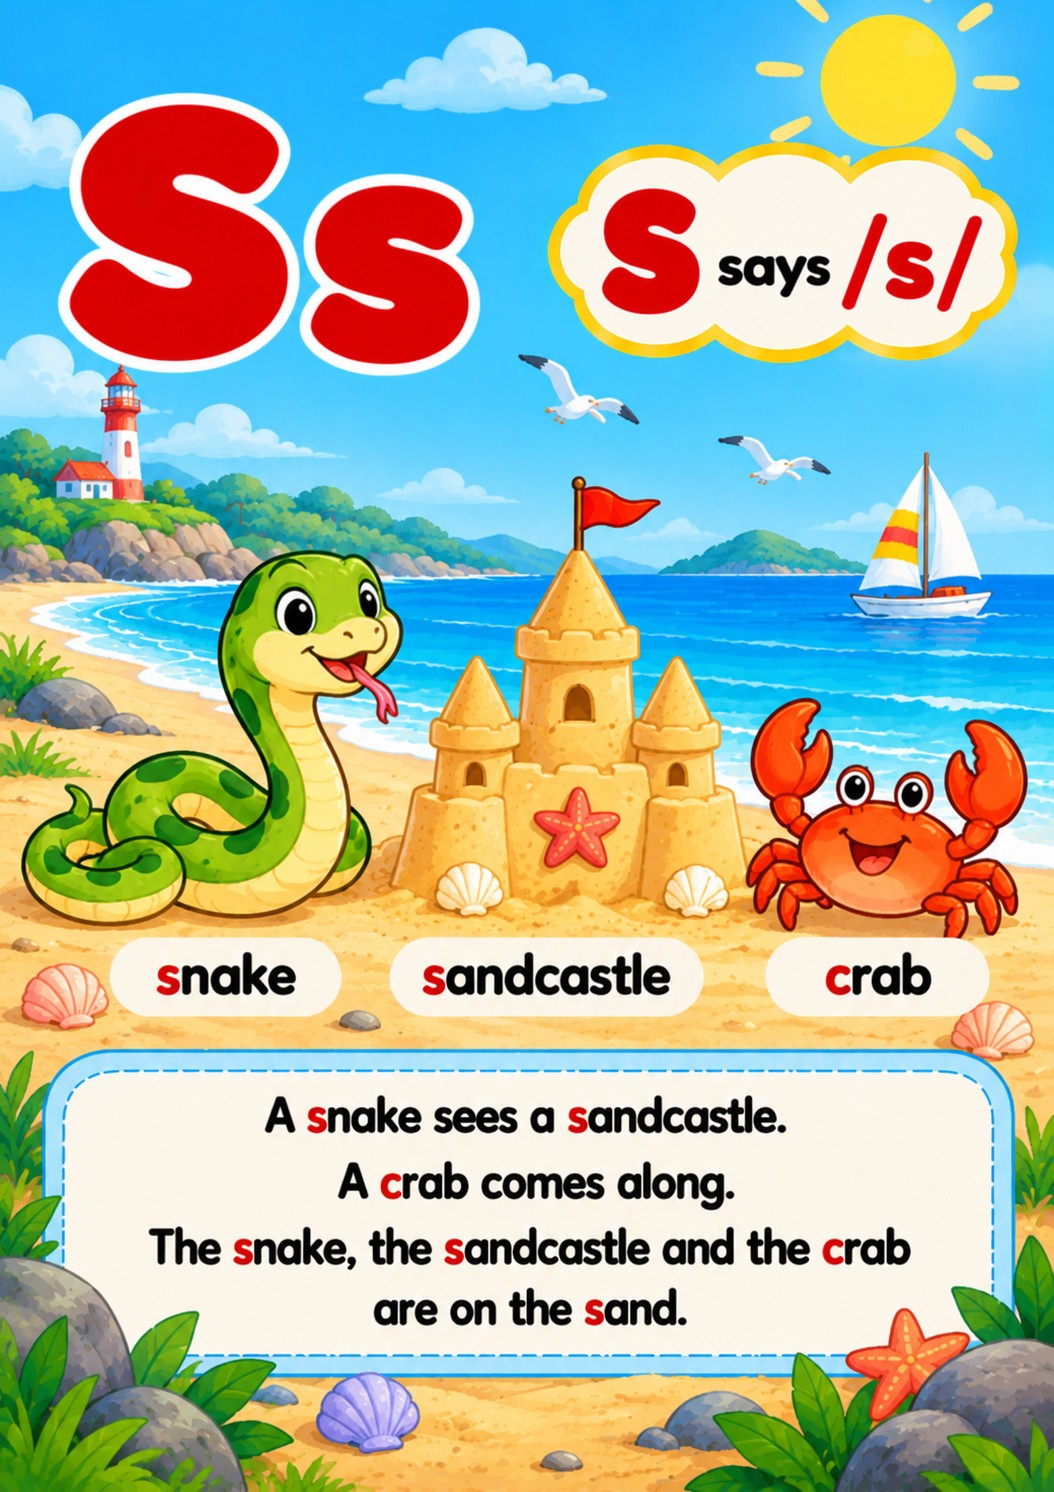 Ss
S says /s/
snake
sandcastle
crab
A snake sees a sandcastle.
A crab comes along.
The snake, the sandcastle and the crab
are on the sand.